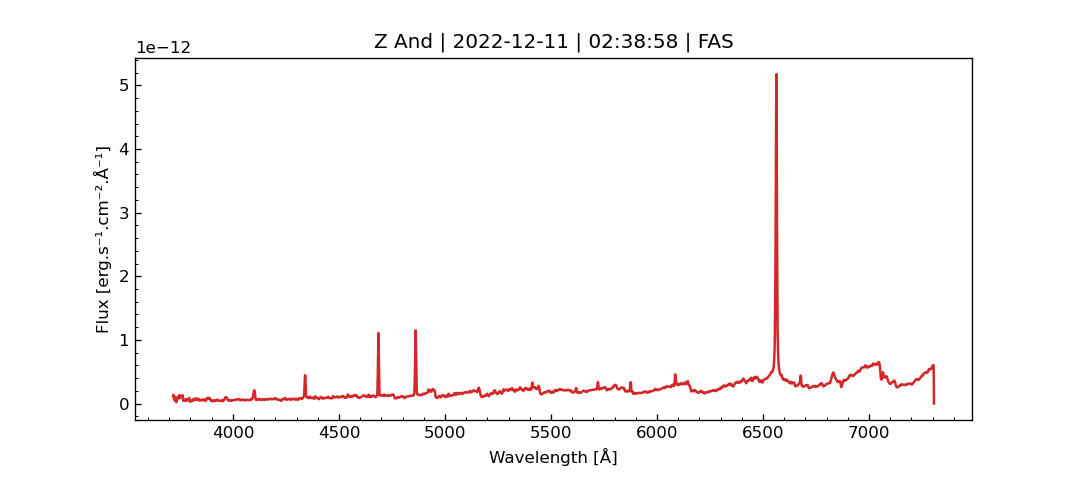 Z And | 2022-12-11 | 02:38:58 | FAS
1e−12
5
4
3
2
1
0
Flux [erg.s⁻¹.cm⁻².Å⁻¹]
4000 4500 5000 5500 6000 6500 7000
Wavelength [Å]